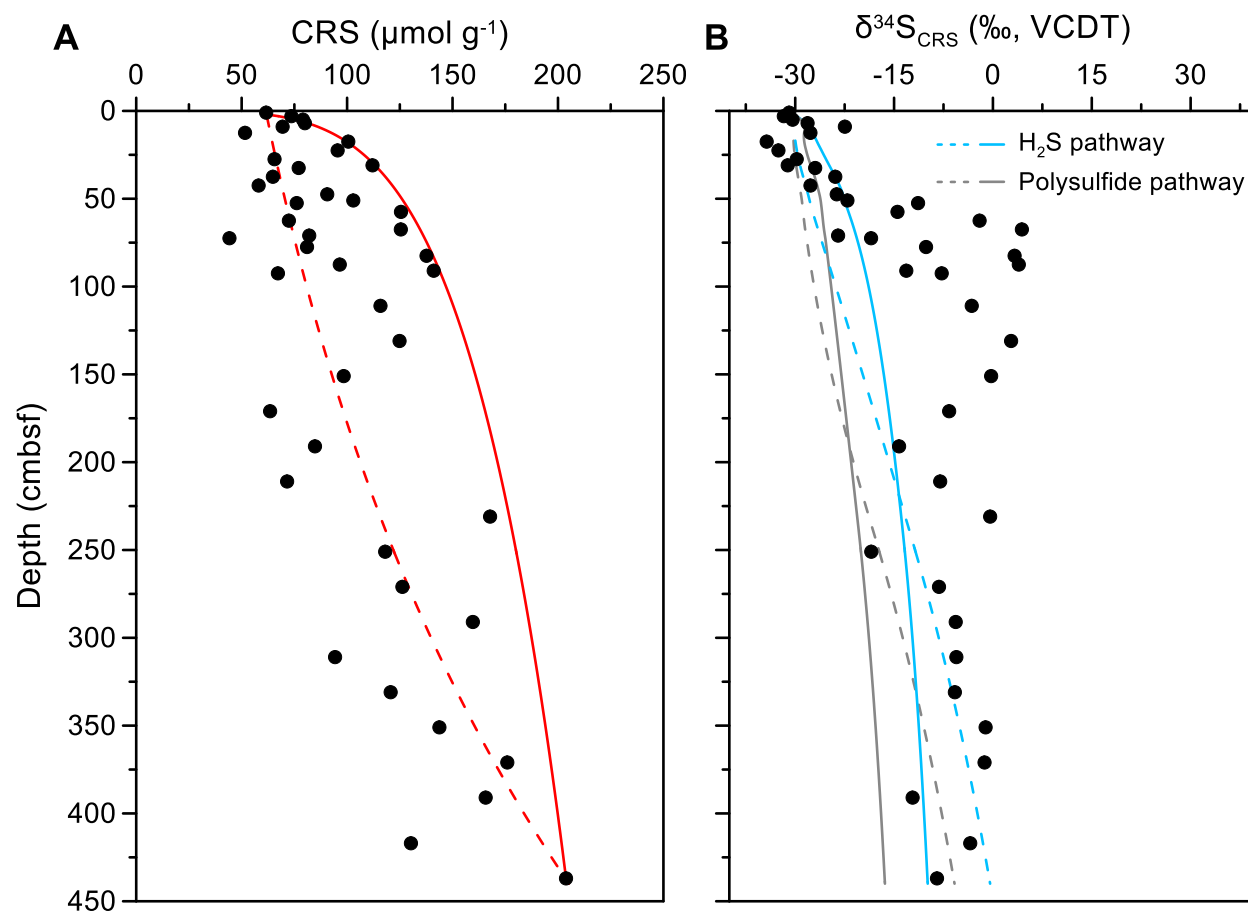 A
CRS (µmol g⁻¹)
0 50 100 150 200 250
0
50
100
150
200
250
300
350
400
450
Depth (cmbsf)
B
δ³⁴S_CRS (‰, VCDT)
-30 -15 0 15 30
H₂S pathway
Polysulfide pathway